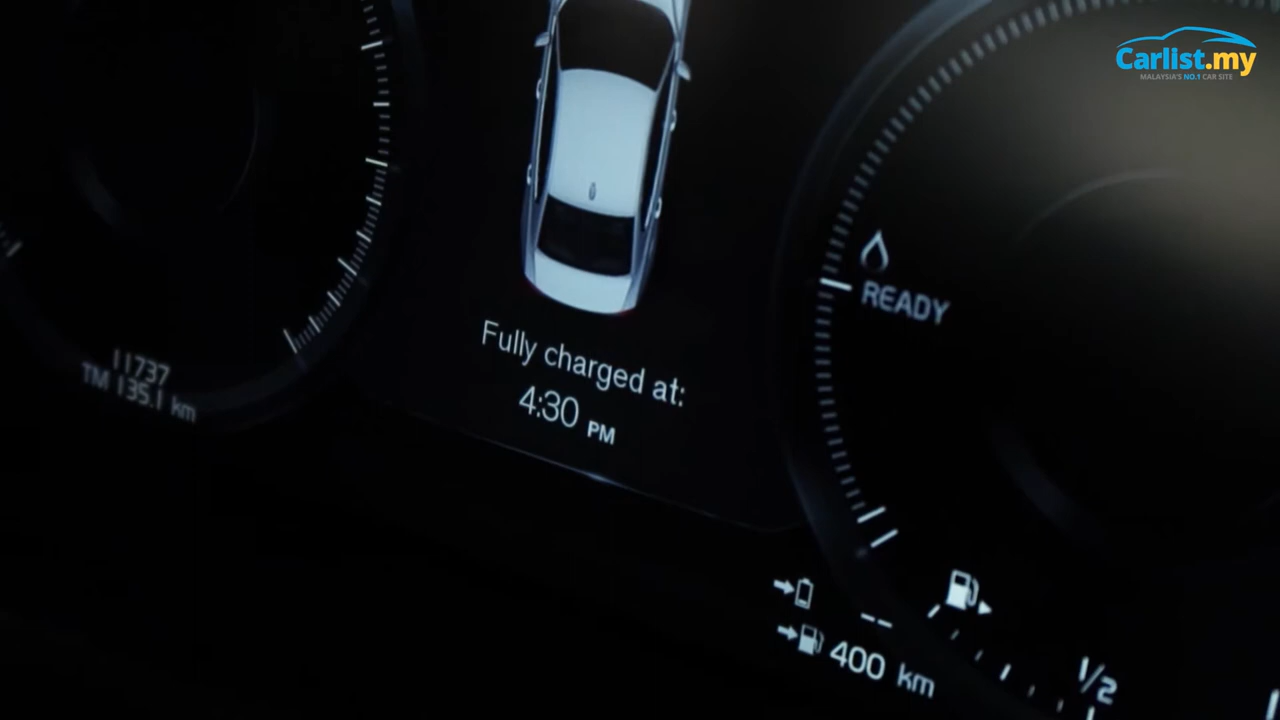 Carlist.my
MALAYSIA'S NO.1 CAR SITE
READY
Fully charged at:
4:30 PM
11737
TM 135.1 km
--
400 km
1/2